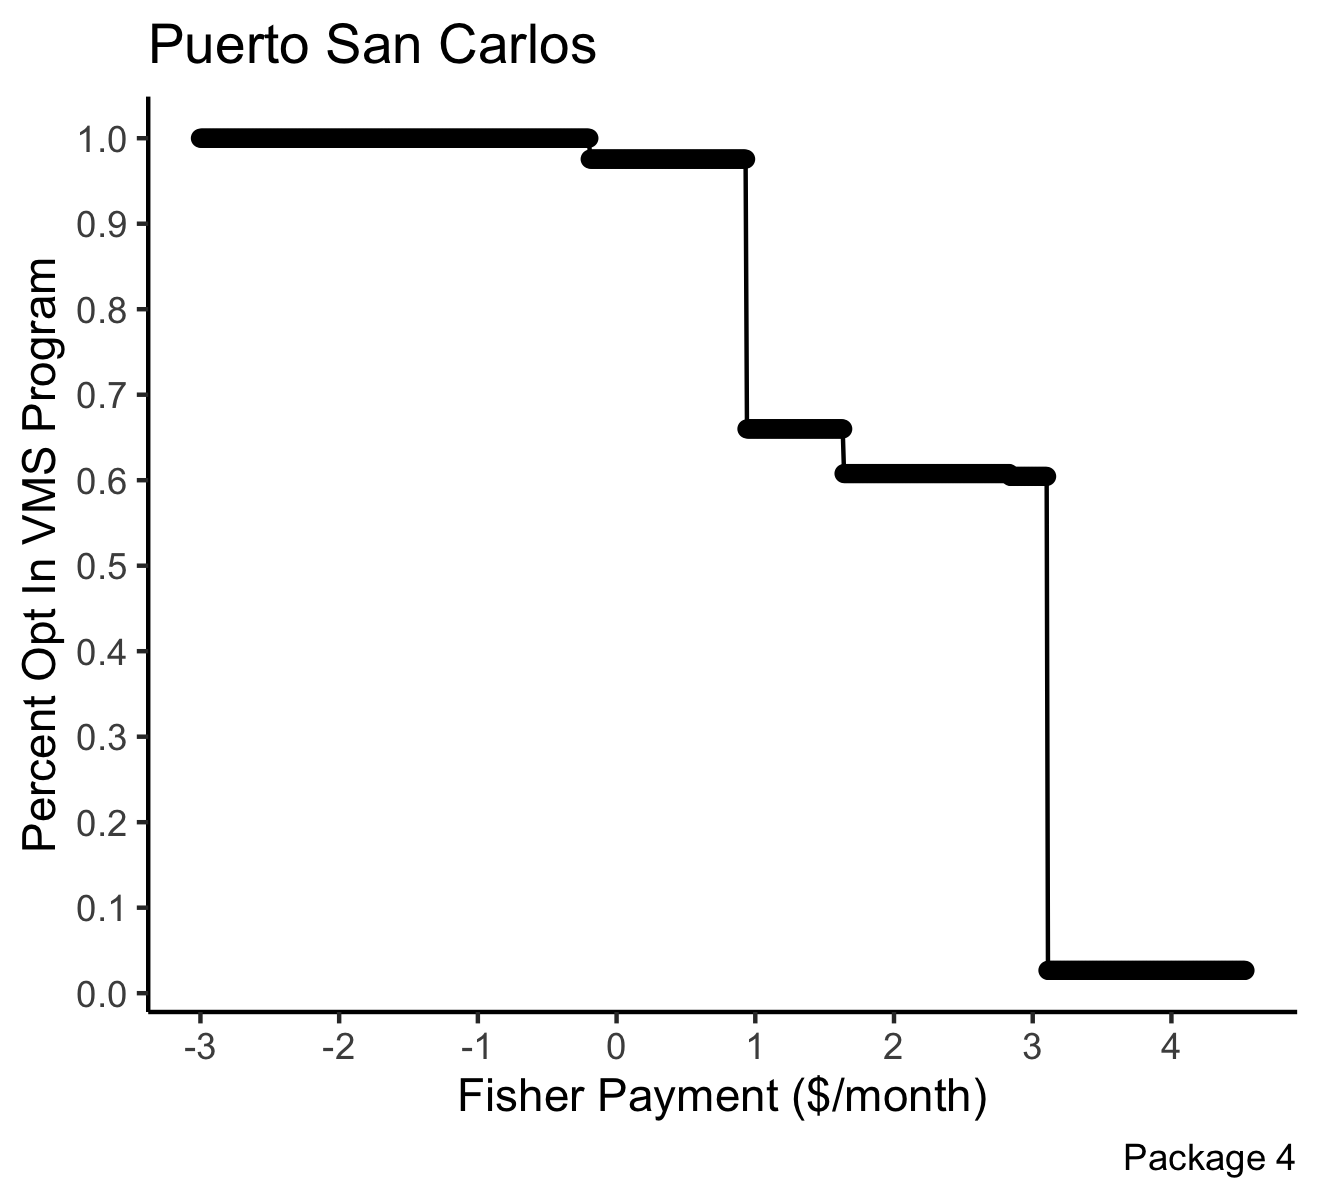 Puerto San Carlos
Percent Opt In VMS Program
1.0
0.9
0.8
0.7
0.6
0.5
0.4
0.3
0.2
0.1
0.0
-3 -2 -1 0 1 2 3 4
Fisher Payment ($/month)
Package 4